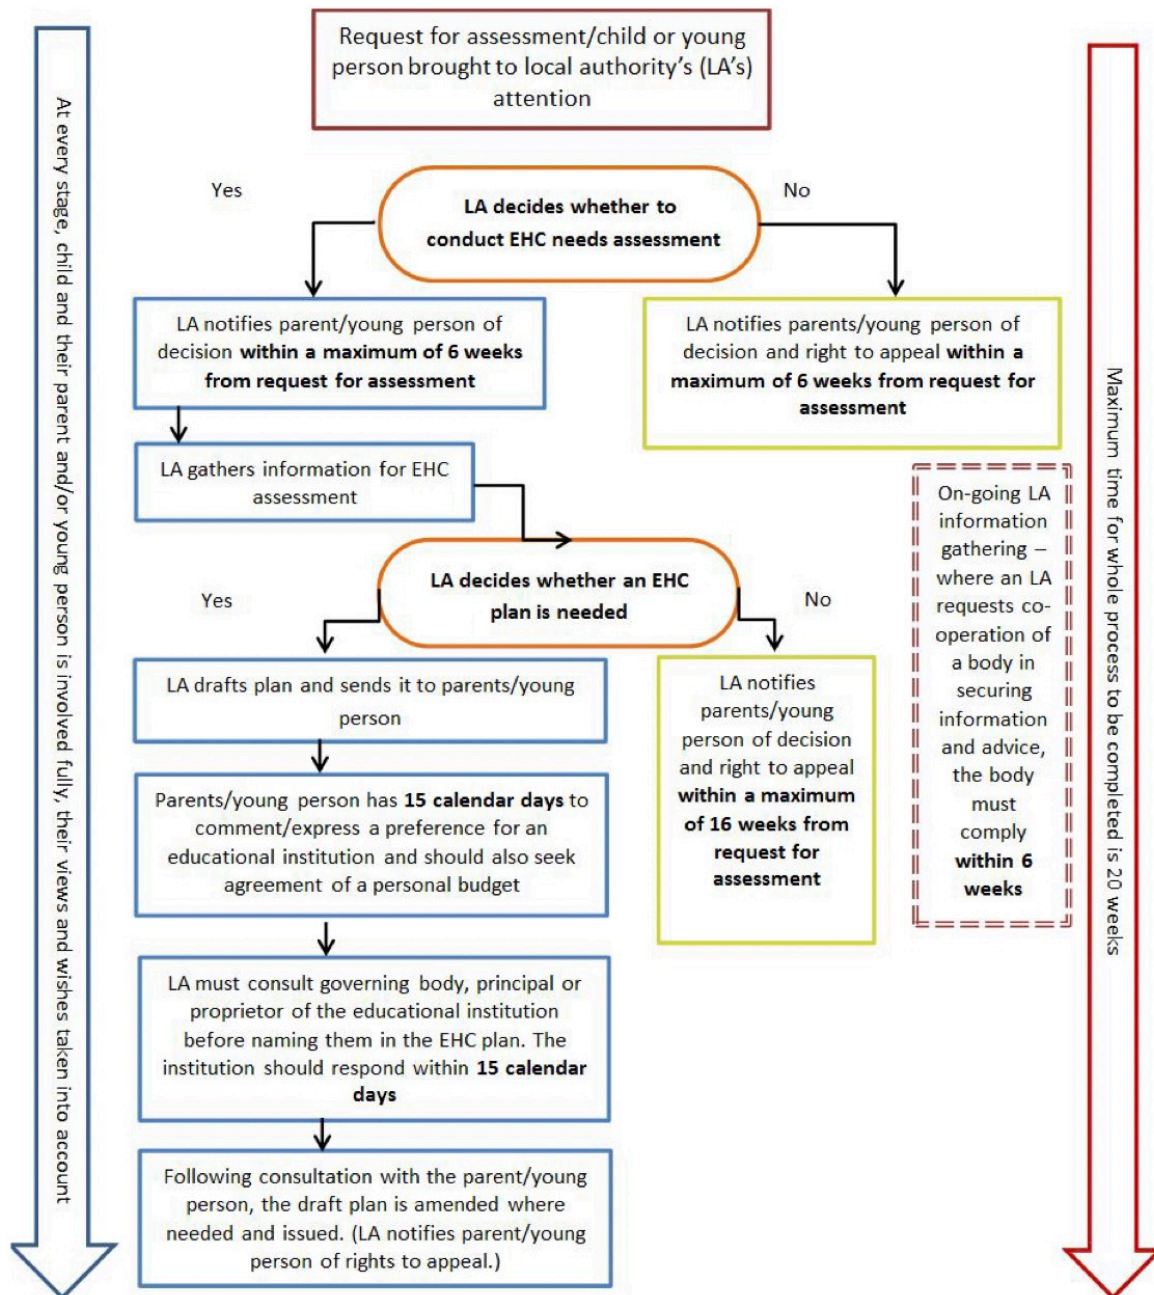 Request for assessment/child or young
person brought to local authority's (LA's)
attention
Yes
No
LA decides whether to
conduct EHC needs assessment
LA notifies parent/young person of
decision within a maximum of 6 weeks
from request for assessment
LA notifies parents/young person of
decision and right to appeal within a
maximum of 6 weeks from request for
assessment
LA gathers information for EHC
assessment
On-going LA
information
gathering –
where an LA
requests co-
operation of
a body in
securing
information
and advice,
the body
must
comply
within 6
weeks
LA decides whether an EHC
plan is needed
Yes
No
LA drafts plan and sends it to parents/young
person
LA notifies
parents/young
person of decision
and right to appeal
within a maximum
of 16 weeks from
request for
assessment
Parents/young person has 15 calendar days to
comment/express a preference for an
educational institution and should also seek
agreement of a personal budget
LA must consult governing body, principal or
proprietor of the educational institution
before naming them in the EHC plan. The
institution should respond within 15 calendar
days
Following consultation with the parent/young
person, the draft plan is amended where
needed and issued. (LA notifies parent/young
person of rights to appeal.)
At every stage, child and their parent and/or young person is involved fully, their views and wishes taken into account
Maximum time for whole process to be completed is 20 weeks